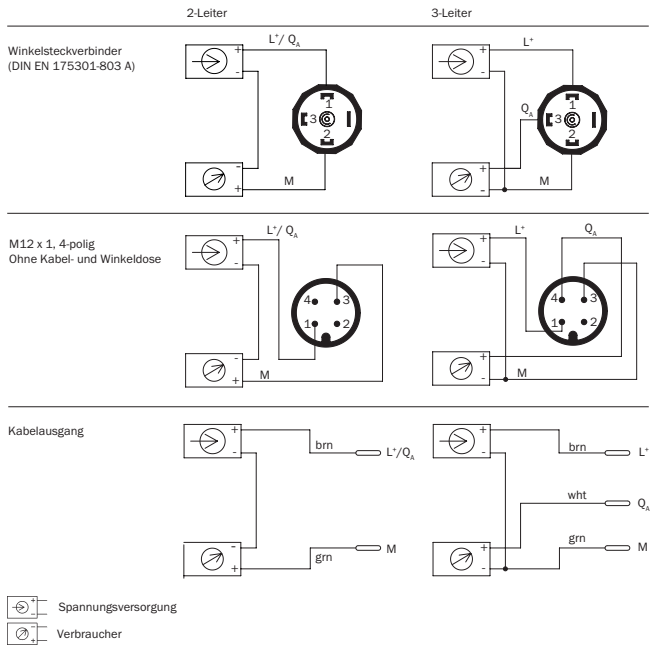 2-Leiter 3-Leiter
Winkelsteckverbinder
(DIN EN 175301-803 A)
+ L⁺/ Q_A
-
1
3
2
-
+ M
+ L⁺
-
1
Q_A 3
2
+
- M
M12 x 1, 4-polig
Ohne Kabel- und Winkeldose
+ L⁺/ Q_A
-
4 3
1 2
-
+ M
+ L⁺ Q_A
-
4 3
1 2
+
- M
Kabelausgang
+ brn L⁺/Q_A
-
-
+ grn M
+ brn L⁺
-
wht Q_A
+
- grn M
+
- Spannungsversorgung
+
- Verbraucher